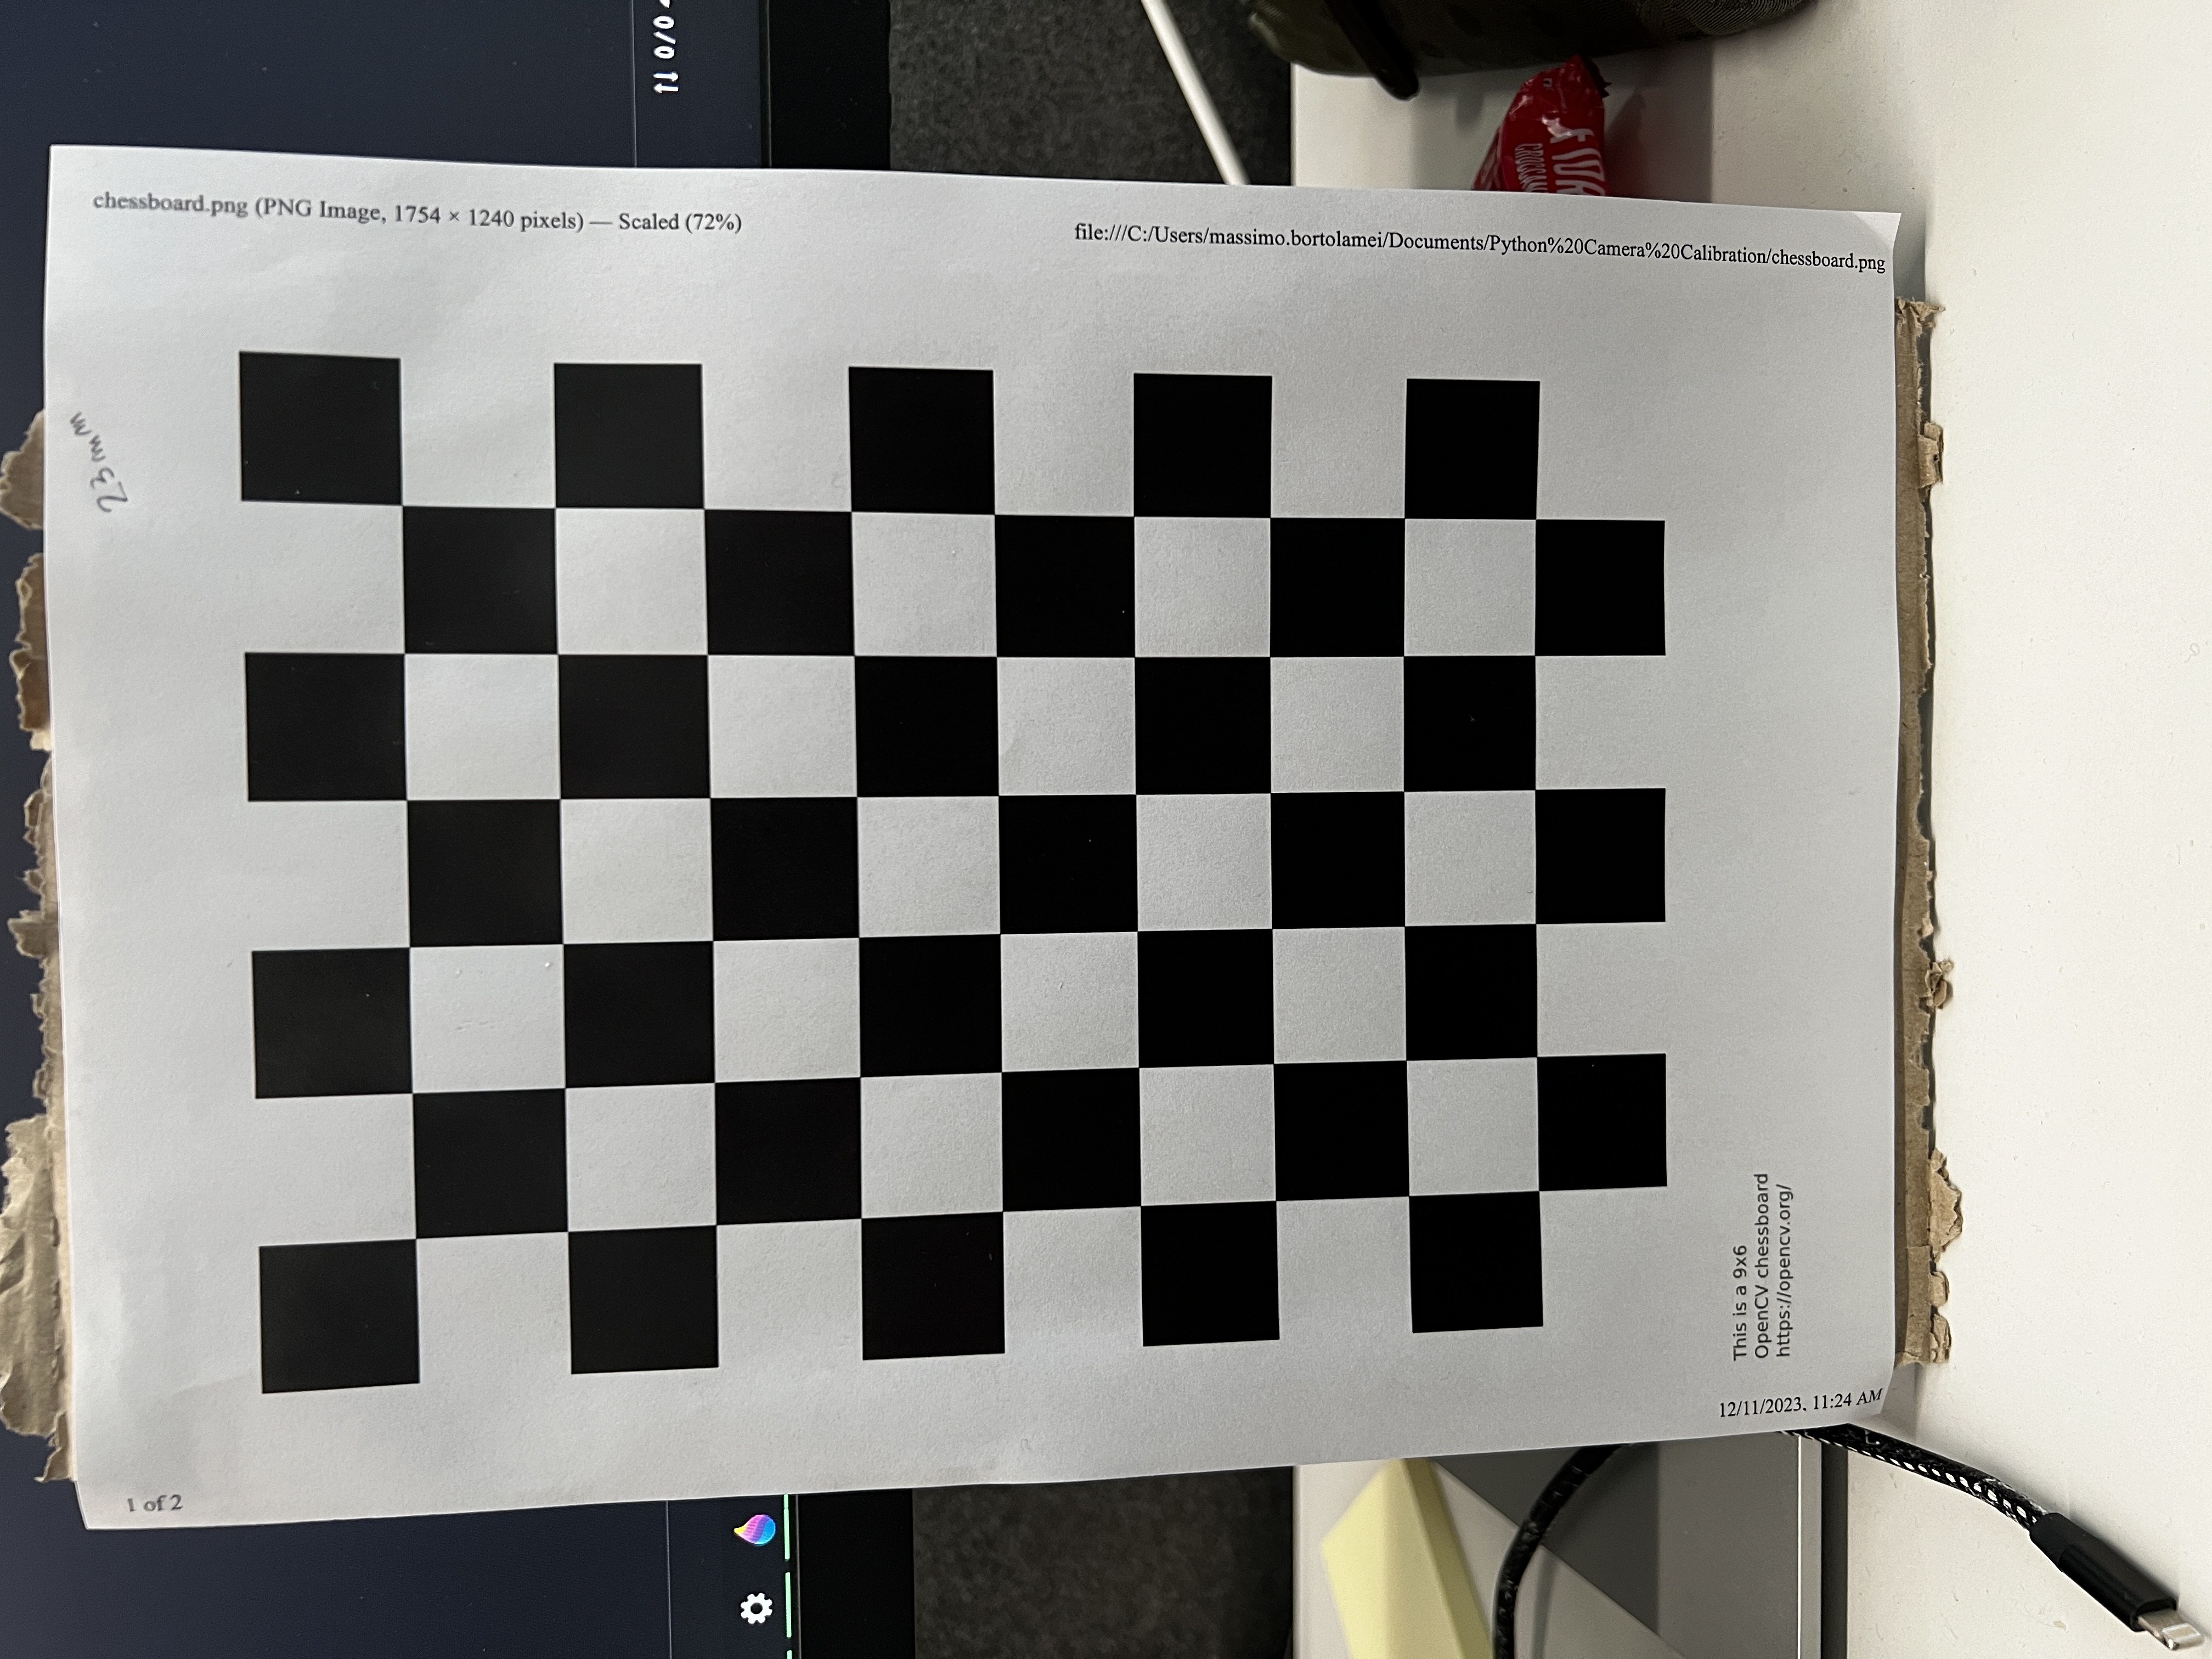 23mm
1 of 2
chessboard.png (PNG Image, 1754 × 1240 pixels) — Scaled (72%)
0/0
file:///C:/Users/massimo.bortolamei/Documents/Python%20Camera%20Calibration/chessboard.png
This is a 9x6
OpenCV chessboard
https://opencv.org/
12/11/2023, 11:24 AM